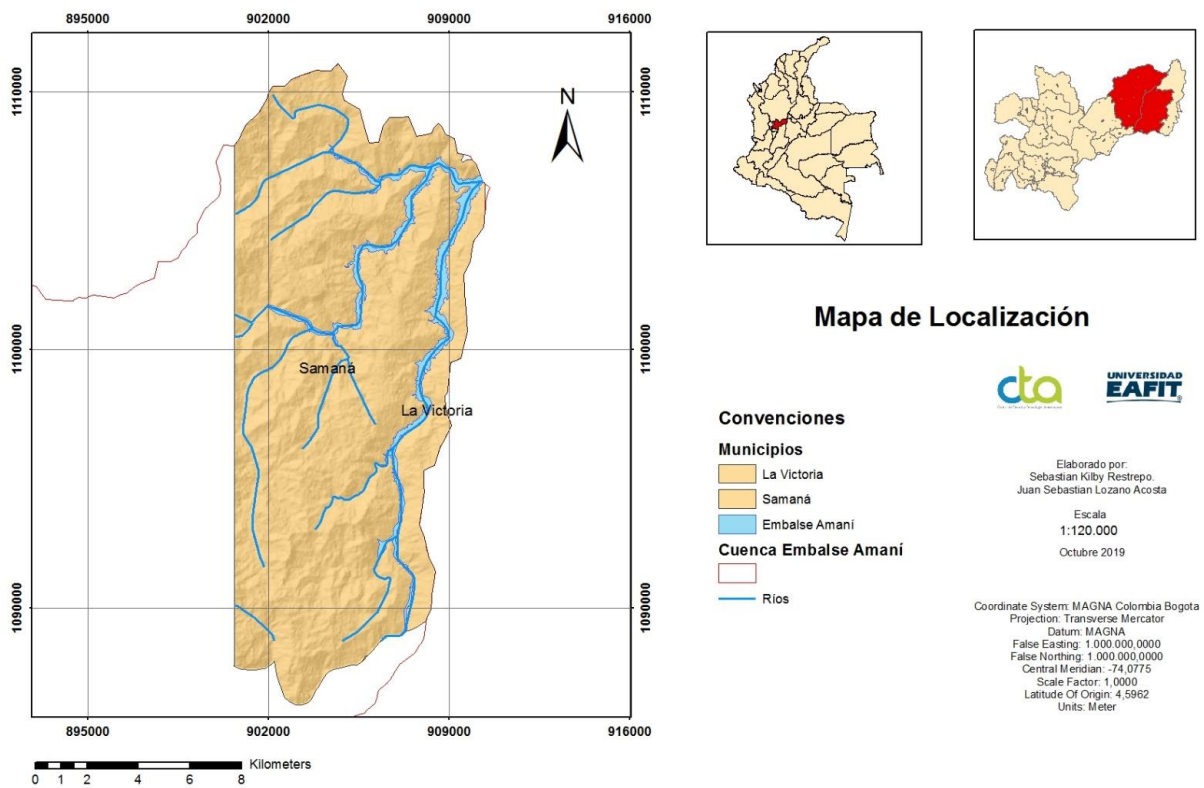 895000 902000 909000 916000
1110000 1110000
N
1100000 1100000
Samaná
La Victoria
1090000 1090000
895000 902000 909000 916000
Kilometers
0 1 2 4 6 8
Mapa de Localización
cta
UNIVERSIDAD
EAFIT
Convenciones
Municipios
La Victoria
Samaná
Embalse Amaní
Cuenca Embalse Amaní
Ríos
Elaborado por:
Sebastian Kilby Restrepo.
Juan Sebastian Lozano Acosta
Escala
1:120.000
Octubre 2019
Coordinate System: MAGNA Colombia Bogota
Projection: Transverse Mercator
Datum: MAGNA
False Easting: 1.000.000,0000
False Northing: 1.000.000,0000
Central Meridian: -74,0775
Scale Factor: 1,0000
Latitude Of Origin: 4,5962
Units: Meter